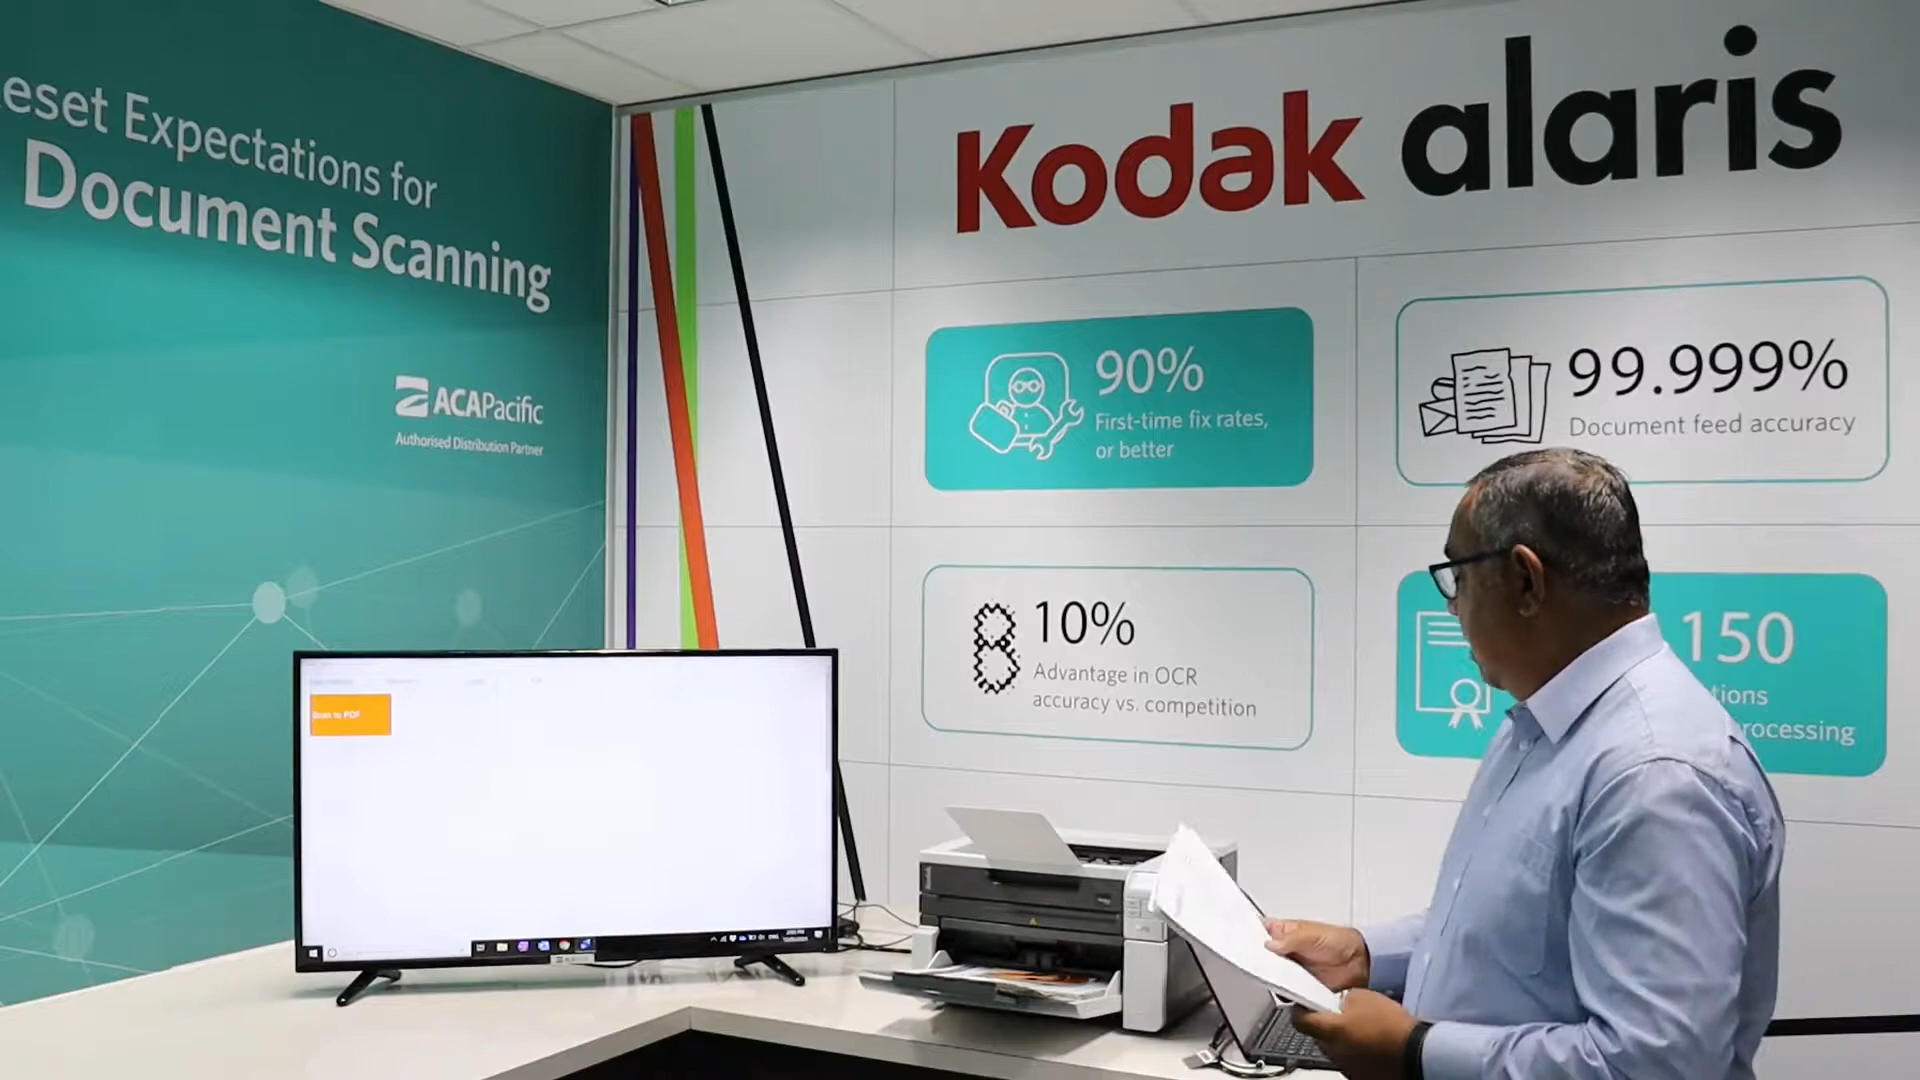 eset Expectations for
Document Scanning
ACAPacific
Authorised Distribution Partner
Kodak alaris
90%
First-time fix rates,
or better
99.999%
Document feed accuracy
10%
Advantage in OCR
accuracy vs. competition
150
tions
rocessing
Scan to PDF